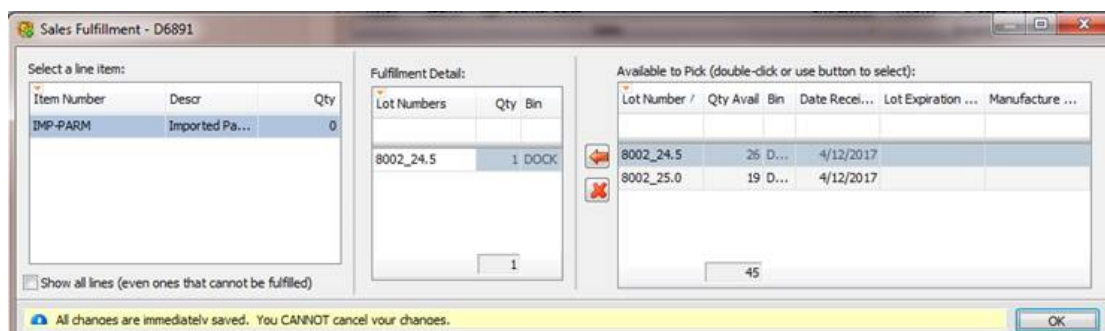 Sales Fulfillment - D6891
Select a line item:
Item Number Descr Qty
IMP-PARM Imported Pa... 0
Show all lines (even ones that cannot be fulfilled)
Fulfillment Detail:
Lot Numbers Qty Bin
8002_24.5 1 DOCK
1
Available to Pick (double-click or use button to select):
Lot Number / Qty Avail Bin Date Recei... Lot Expiration ... Manufacture ...
8002_24.5 26 D... 4/12/2017
8002_25.0 19 D... 4/12/2017
45
All changes are immediately saved. You CANNOT cancel your changes.
OK